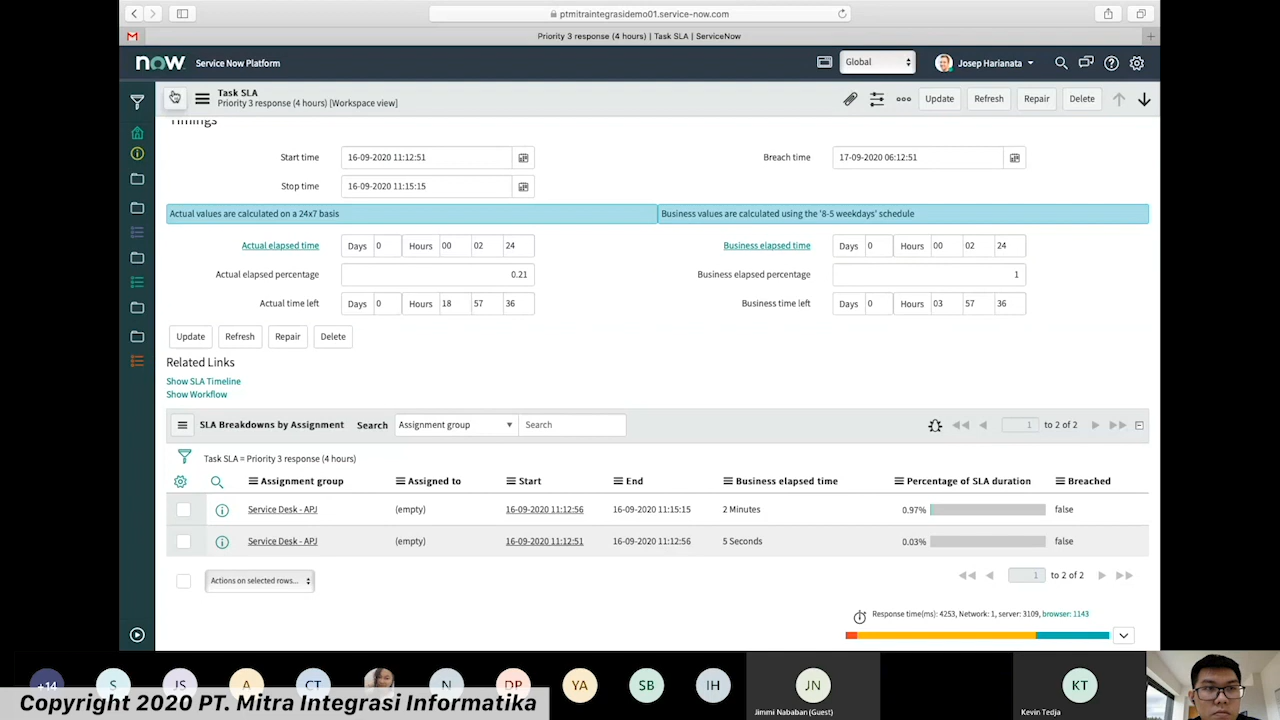 ptmitraintegrasidemo01.service-now.com
Priority 3 response (4 hours) | Task SLA | ServiceNow
now Service Now Platform Global Josep Harianata
Task SLA
Priority 3 response (4 hours) [Workspace view]
Update Refresh Repair Delete
Timings
Start time 16-09-2020 11:12:51 Breach time 17-09-2020 06:12:51
Stop time 16-09-2020 11:15:15
Actual values are calculated on a 24x7 basis Business values are calculated using the '8-5 weekdays' schedule
Actual elapsed time Days 0 Hours 00 02 24 Business elapsed time Days 0 Hours 00 02 24
Actual elapsed percentage 0.21 Business elapsed percentage 1
Actual time left Days 0 Hours 18 57 36 Business time left Days 0 Hours 03 57 36
Update Refresh Repair Delete
Related Links
Show SLA Timeline
Show Workflow
SLA Breakdowns by Assignment Search Assignment group Search 1 to 2 of 2
Task SLA = Priority 3 response (4 hours)
Assignment group Assigned to Start End Business elapsed time Percentage of SLA duration Breached
Service Desk - APJ (empty) 16-09-2020 11:12:56 16-09-2020 11:15:15 2 Minutes 0.97% false
Service Desk - APJ (empty) 16-09-2020 11:12:51 16-09-2020 11:12:56 5 Seconds 0.03% false
Actions on selected rows... 1 to 2 of 2
Response time(ms): 4253, Network: 1, server: 3109, browser: 1143
+14 S JS A CT N DP YA SB IH JN KT
Jimmi Nababan (Guest) Kevin Tedja
Copyright 2020 PT. Mitra Integrasi Informatika